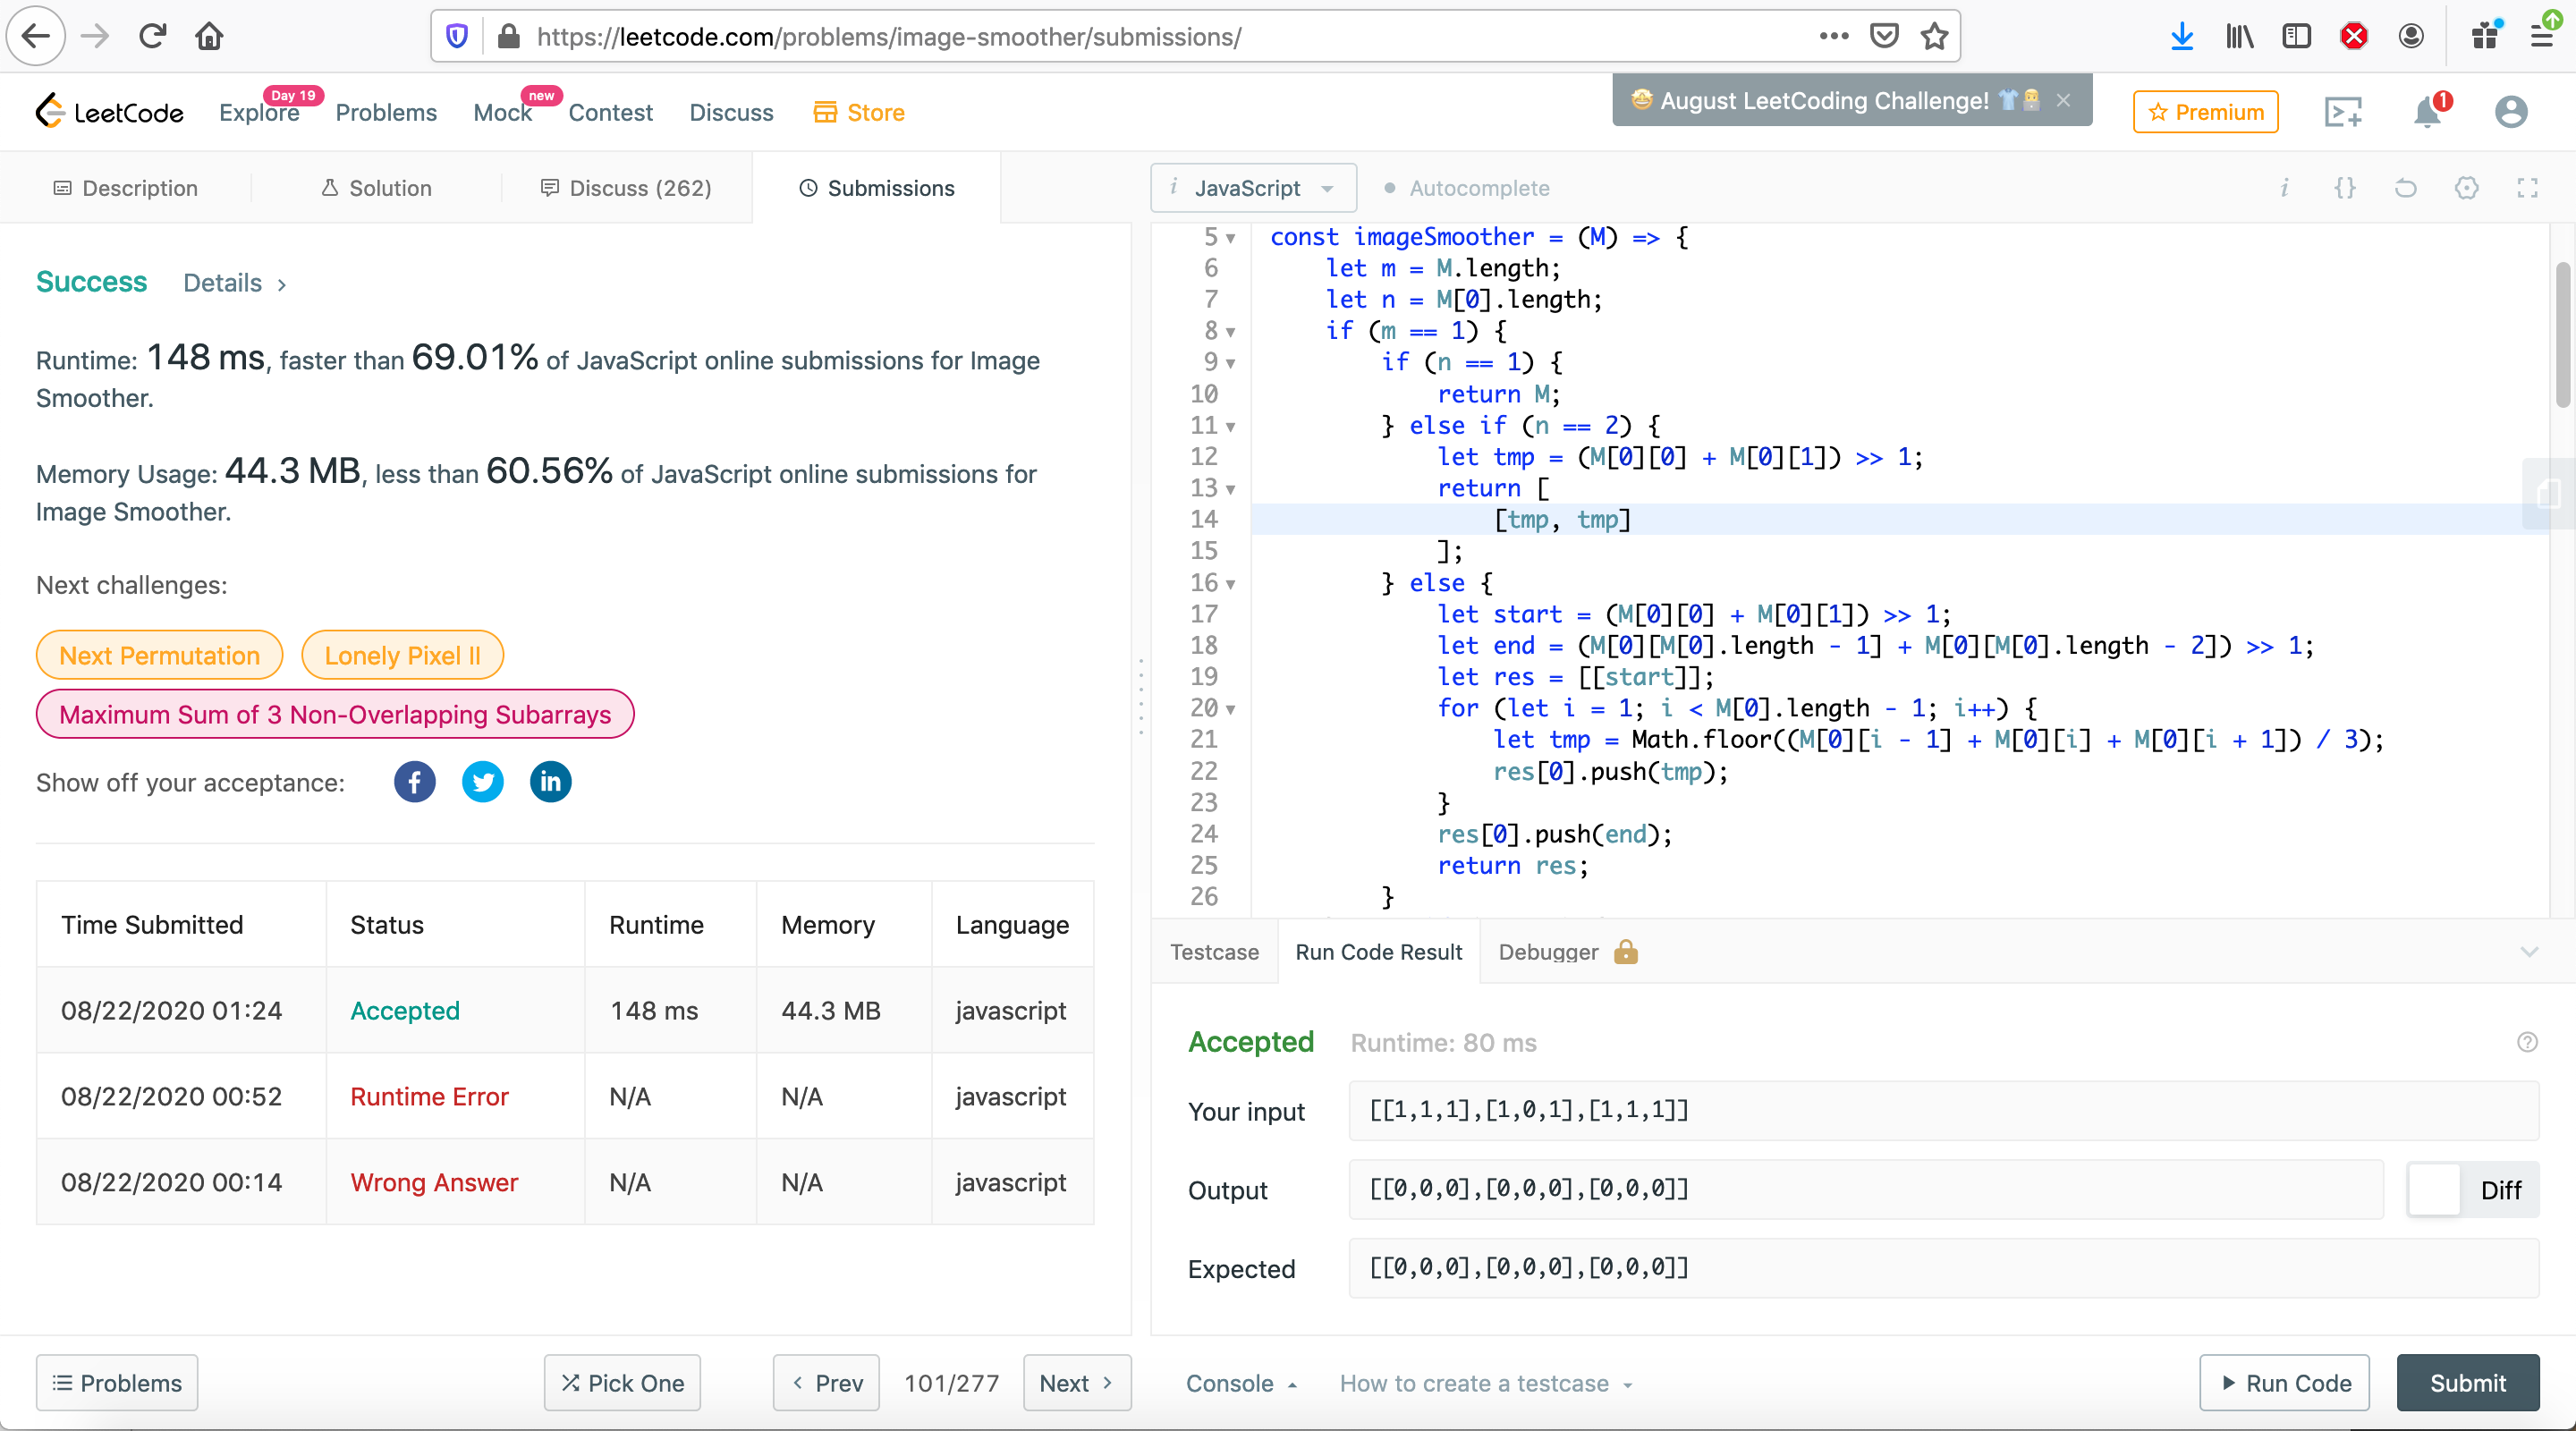 https://leetcode.com/problems/image-smoother/submissions/
LeetCode
Explore
Day 19
Problems
Mock
new
Contest
Discuss
Store
🤩 August LeetCoding Challenge! 👕
Premium
1
Description
Solution
Discuss (262)
Submissions
i JavaScript
Autocomplete
Success
Details >
Runtime: 148 ms, faster than 69.01% of JavaScript online submissions for Image
Smoother.
Memory Usage: 44.3 MB, less than 60.56% of JavaScript online submissions for
Image Smoother.
Next challenges:
Next Permutation
Lonely Pixel II
Maximum Sum of 3 Non-Overlapping Subarrays
Show off your acceptance:
Time Submitted Status Runtime Memory Language
08/22/2020 01:24 Accepted 148 ms 44.3 MB javascript
08/22/2020 00:52 Runtime Error N/A N/A javascript
08/22/2020 00:14 Wrong Answer N/A N/A javascript
5 const imageSmoother = (M) => {
6 let m = M.length;
7 let n = M[0].length;
8 if (m == 1) {
9 if (n == 1) {
10 return M;
11 } else if (n == 2) {
12 let tmp = (M[0][0] + M[0][1]) >> 1;
13 return [
14 [tmp, tmp]
15 ];
16 } else {
17 let start = (M[0][0] + M[0][1]) >> 1;
18 let end = (M[0][M[0].length - 1] + M[0][M[0].length - 2]) >> 1;
19 let res = [[start]];
20 for (let i = 1; i < M[0].length - 1; i++) {
21 let tmp = Math.floor((M[0][i - 1] + M[0][i] + M[0][i + 1]) / 3);
22 res[0].push(tmp);
23 }
24 res[0].push(end);
25 return res;
26 }
Testcase
Run Code Result
Debugger
Accepted
Runtime: 80 ms
Your input [[1,1,1],[1,0,1],[1,1,1]]
Output [[0,0,0],[0,0,0],[0,0,0]]
Diff
Expected [[0,0,0],[0,0,0],[0,0,0]]
Problems
Pick One
< Prev
101/277
Next >
Console
How to create a testcase
Run Code
Submit